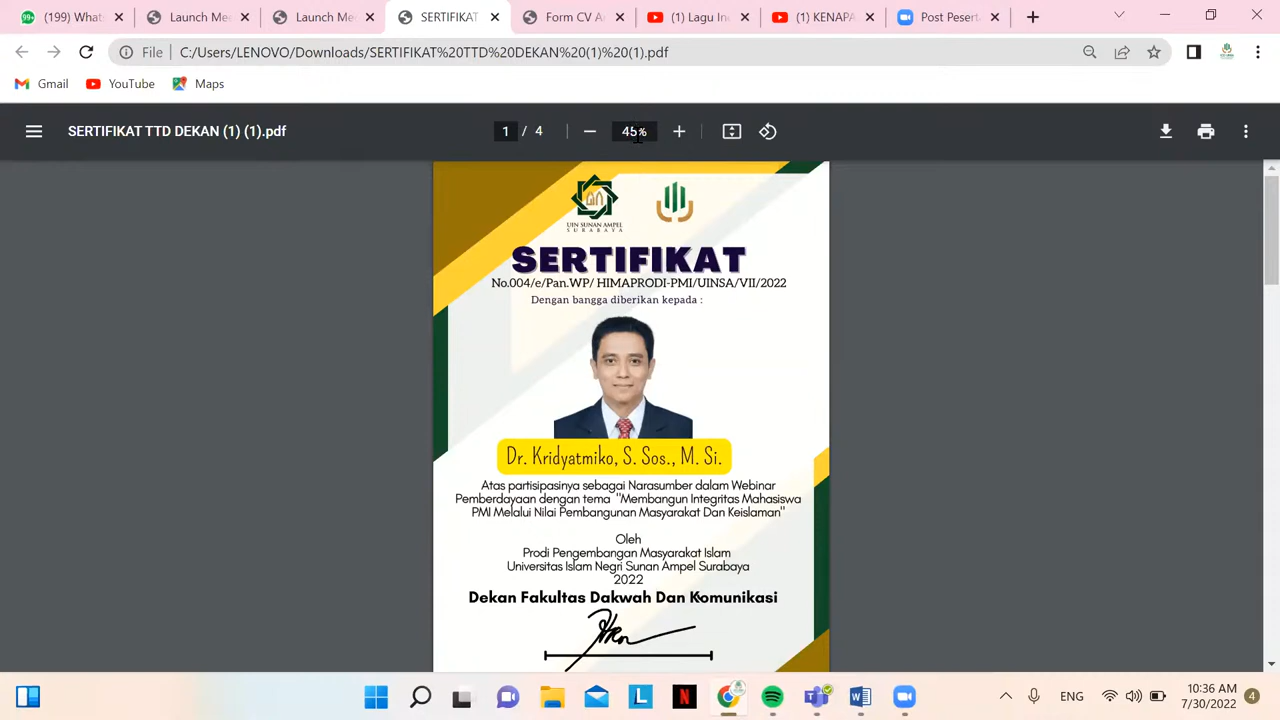 (199) Whats
Launch Me
Launch Me
SERTIFIKAT
Form CV A
(1) Lagu In
(1) KENAPA
Post Pesert
File
C:/Users/LENOVO/Downloads/SERTIFIKAT%20TTD%20DEKAN%20(1)%20(1).pdf
Gmail
YouTube
Maps
SERTIFIKAT TTD DEKAN (1) (1).pdf
1 / 4
45%
UIN SUNAN AMPEL
SURABAYA
SERTIFIKAT
No.004/e/Pan.WP/ HIMAPRODI-PMI/UINSA/VII/2022
Dengan bangga diberikan kepada :
Dr. Kridyatmiko, S. Sos., M. Si.
Atas partisipasinya sebagai Narasumber dalam Webinar
Pemberdayaan dengan tema "Membangun Integritas Mahasiswa
PMI Melalui Nilai Pembangunan Masyarakat Dan Keislaman"
Oleh
Prodi Pengembangan Masyarakat Islam
Universitas Islam Negri Sunan Ampel Surabaya
2022
Dekan Fakultas Dakwah Dan Komunikasi
99+
L
N
ENG
10:36 AM
7/30/2022
4